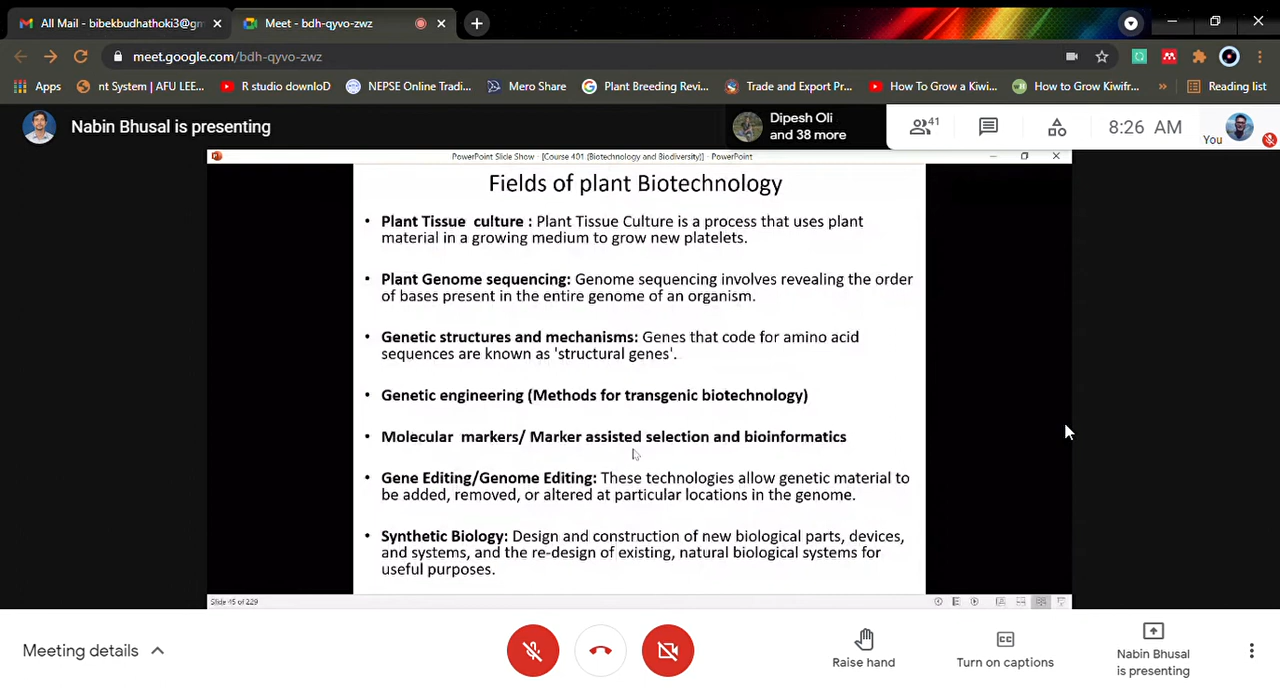 All Mail - bibekbudhathoki3@gm
Meet - bdh-qyvo-zwz
meet.google.com/bdh-qyvo-zwz
Apps
nt System | AFU LEE...
R studio downloD
NEPSE Online Tradi...
Mero Share
Plant Breeding Revi...
Trade and Export Pr...
How To Grow a Kiwi...
How to Grow Kiwifr...
»
Reading list
Nabin Bhusal is presenting
Dipesh Oli
and 38 more
41
8:26 AM
You
PowerPoint Slide Show - [Course 401 (Biotechnology and Biodiversity)] - PowerPoint
Fields of plant Biotechnology
• Plant Tissue culture : Plant Tissue Culture is a process that uses plant
material in a growing medium to grow new platelets.
• Plant Genome sequencing: Genome sequencing involves revealing the order
of bases present in the entire genome of an organism.
• Genetic structures and mechanisms: Genes that code for amino acid
sequences are known as 'structural genes'.
• Genetic engineering (Methods for transgenic biotechnology)
• Molecular markers/ Marker assisted selection and bioinformatics
• Gene Editing/Genome Editing: These technologies allow genetic material to
be added, removed, or altered at particular locations in the genome.
• Synthetic Biology: Design and construction of new biological parts, devices,
and systems, and the re-design of existing, natural biological systems for
useful purposes.
Slide 45 of 229
Meeting details
Raise hand
CC
Turn on captions
Nabin Bhusal
is presenting